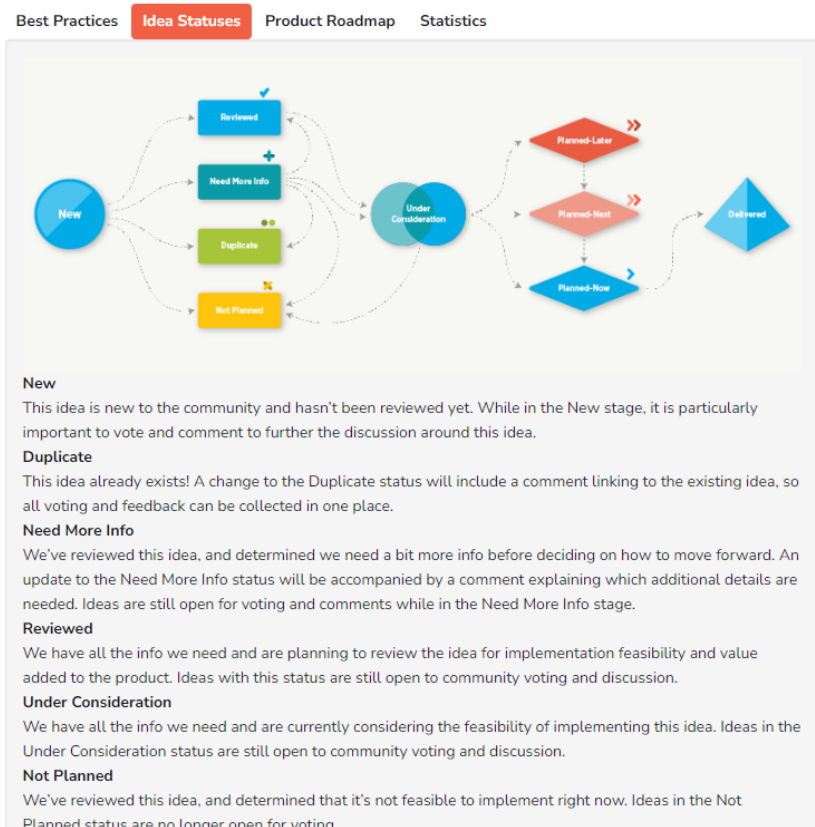 Best Practices Idea Statuses Product Roadmap Statistics
Reviewed
Need More Info
Duplicate
Not Planned
New
Under
Consideration
Planned-Later
Planned-Next
Planned-Now
Delivered
New
This idea is new to the community and hasn’t been reviewed yet. While in the New stage, it is particularly
important to vote and comment to further the discussion around this idea.
Duplicate
This idea already exists! A change to the Duplicate status will include a comment linking to the existing idea, so
all voting and feedback can be collected in one place.
Need More Info
We’ve reviewed this idea, and determined we need a bit more info before deciding on how to move forward. An
update to the Need More Info status will be accompanied by a comment explaining which additional details are
needed. Ideas are still open for voting and comments while in the Need More Info stage.
Reviewed
We have all the info we need and are planning to review the idea for implementation feasibility and value
added to the product. Ideas with this status are still open to community voting and discussion.
Under Consideration
We have all the info we need and are currently considering the feasibility of implementing this idea. Ideas in the
Under Consideration status are still open to community voting and discussion.
Not Planned
We’ve reviewed this idea, and determined that it’s not feasible to implement right now. Ideas in the Not
Planned status are no longer open for voting